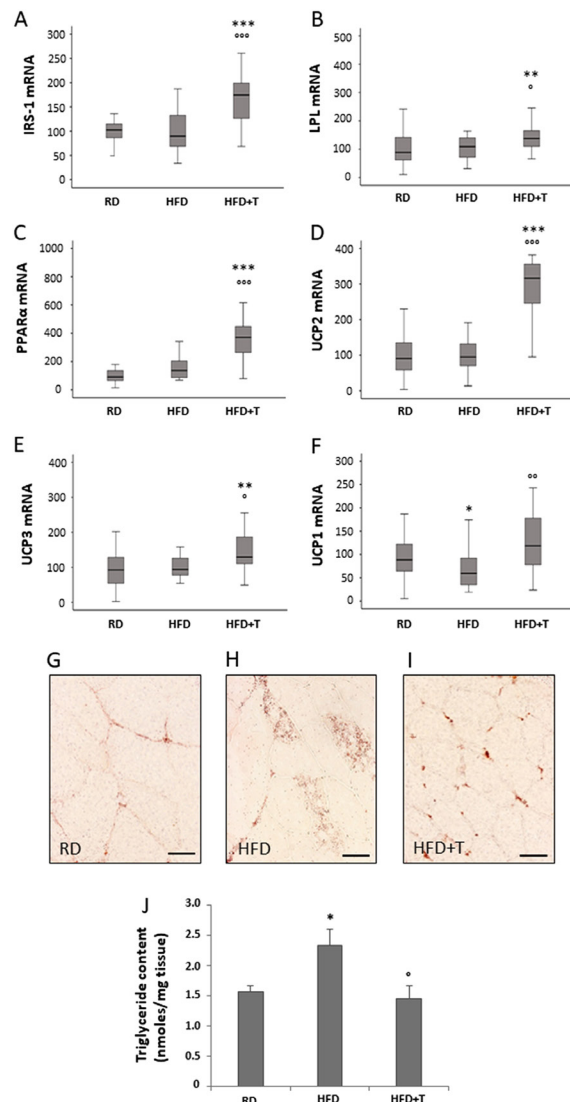 A
IRS-1 mRNA
300
250
200
150
100
50
0
***
°°°
RD HFD HFD+T
B
LPL mRNA
500
400
300
200
100
0
**
°
RD HFD HFD+T
C
PPARα mRNA
1000
800
600
400
200
0
***
°°°
RD HFD HFD+T
D
UCP2 mRNA
400
300
200
100
0
***
°°°
RD HFD HFD+T
E
UCP3 mRNA
400
300
200
100
0
**
°
RD HFD HFD+T
F
UCP1 mRNA
300
250
200
150
100
50
0
*
°°
RD HFD HFD+T
G
RD
H
HFD
I
HFD+T
J
Triglyceride content
(nmoles/mg tissue)
3.0
2.5
2.0
1.5
1.0
0.5
0
*
°
RD HFD HFD+T